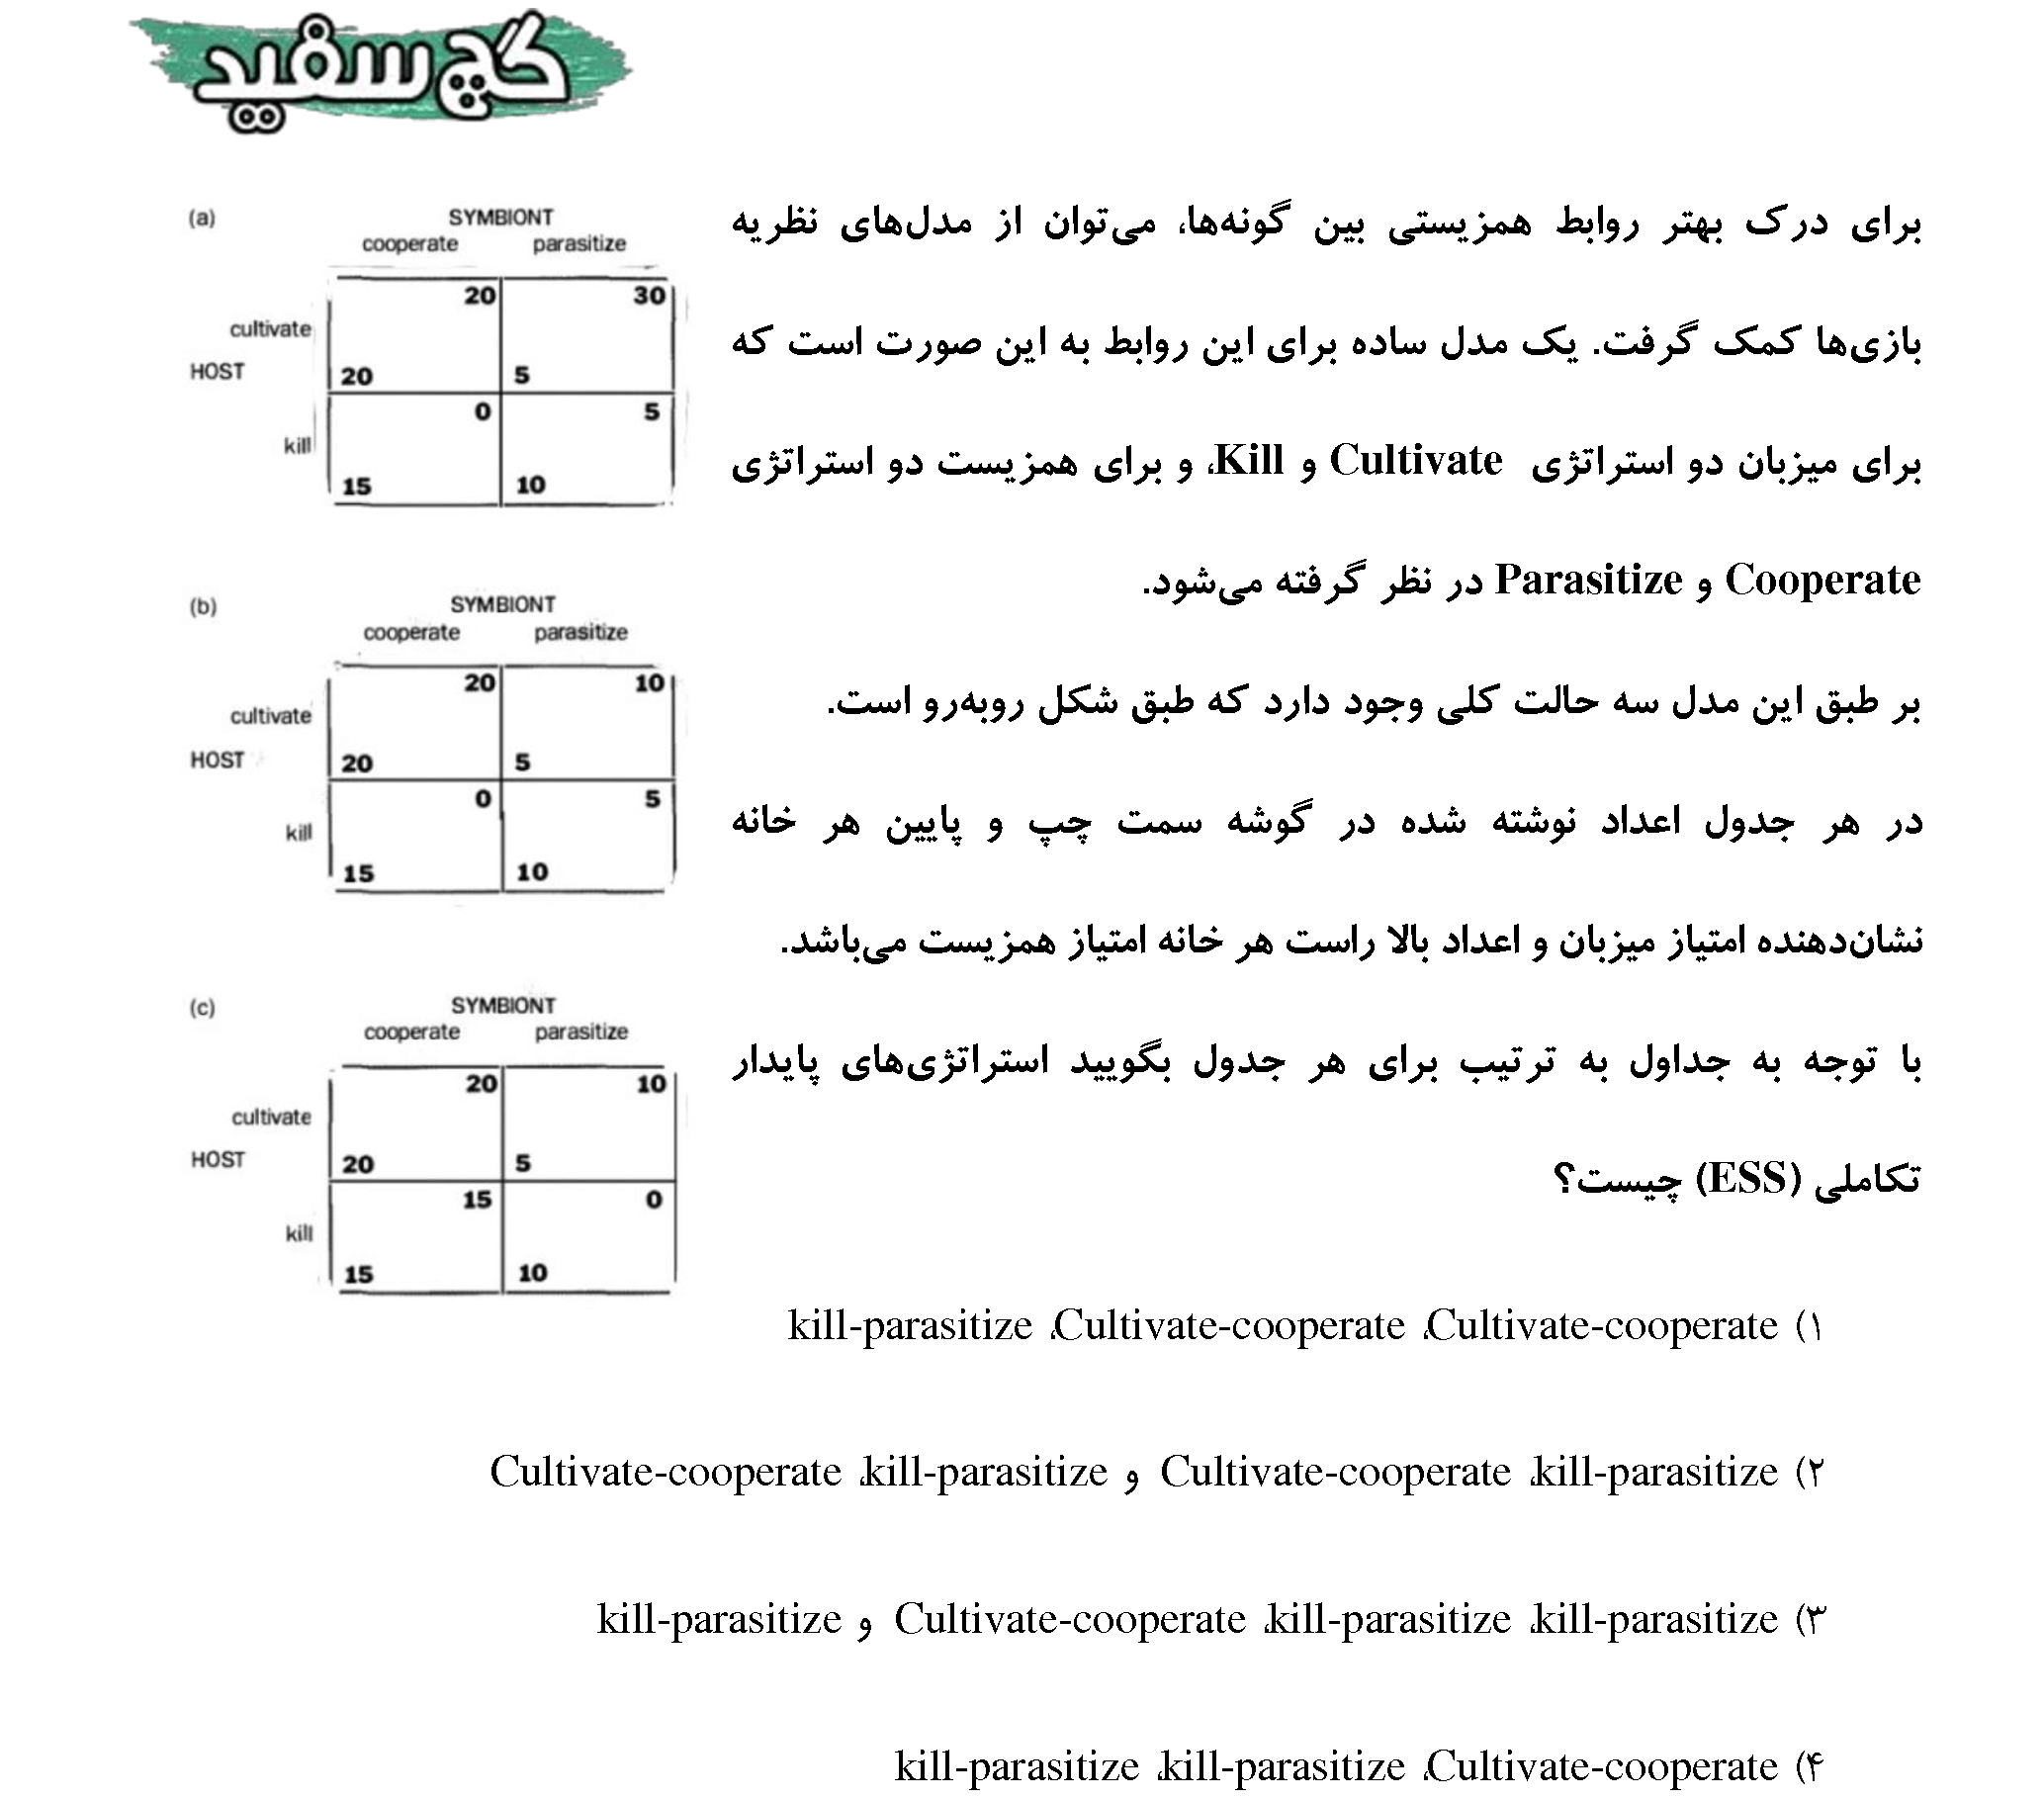 گچ سفید
برای درک بهتر روابط همزیستی بین گونه‌ها، می‌توان از مدل‌های نظریه
بازی‌ها کمک گرفت. یک مدل ساده برای این روابط به این صورت است که
برای میزبان دو استراتژی Cultivate و Kill، و برای همزیست دو استراتژی
Cooperate و Parasitize در نظر گرفته می‌شود.
بر طبق این مدل سه حالت کلی وجود دارد که طبق شکل روبه‌رو است.
در هر جدول اعداد نوشته شده در گوشه سمت چپ و پایین هر خانه
نشان‌دهنده امتیاز میزبان و اعداد بالا راست هر خانه امتیاز همزیست می‌باشد.
با توجه به جداول به ترتیب برای هر جدول بگویید استراتژی‌های پایدار
تکاملی (ESS) چیست؟
(a) SYMBIONT
cooperate parasitize
20 30
cultivate
HOST 20 5
0 5
kill
15 10
(b) SYMBIONT
cooperate parasitize
20 10
cultivate
HOST 20 5
0 5
kill
15 10
(c) SYMBIONT
cooperate parasitize
20 10
cultivate
HOST 20 5
15 0
kill
15 10
۱) Cultivate-cooperate، Cultivate-cooperate، kill-parasitize
۲) kill-parasitize، Cultivate-cooperate و kill-parasitize، Cultivate-cooperate
۳) kill-parasitize، kill-parasitize، Cultivate-cooperate و kill-parasitize
۴) Cultivate-cooperate، kill-parasitize، kill-parasitize